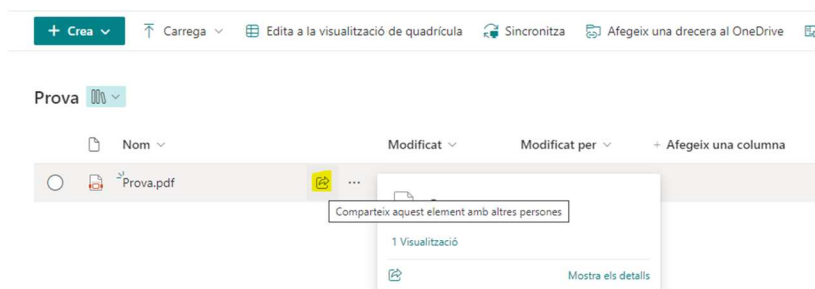 + Crea Carrega Edita a la visualització de quadrícula Sincronitza Afegeix una drecera al OneDrive
Prova
Nom Modificat Modificat per + Afegeix una columna
Prova.pdf ...
Comparteix aquest element amb altres persones
1 Visualització
Mostra els detalls